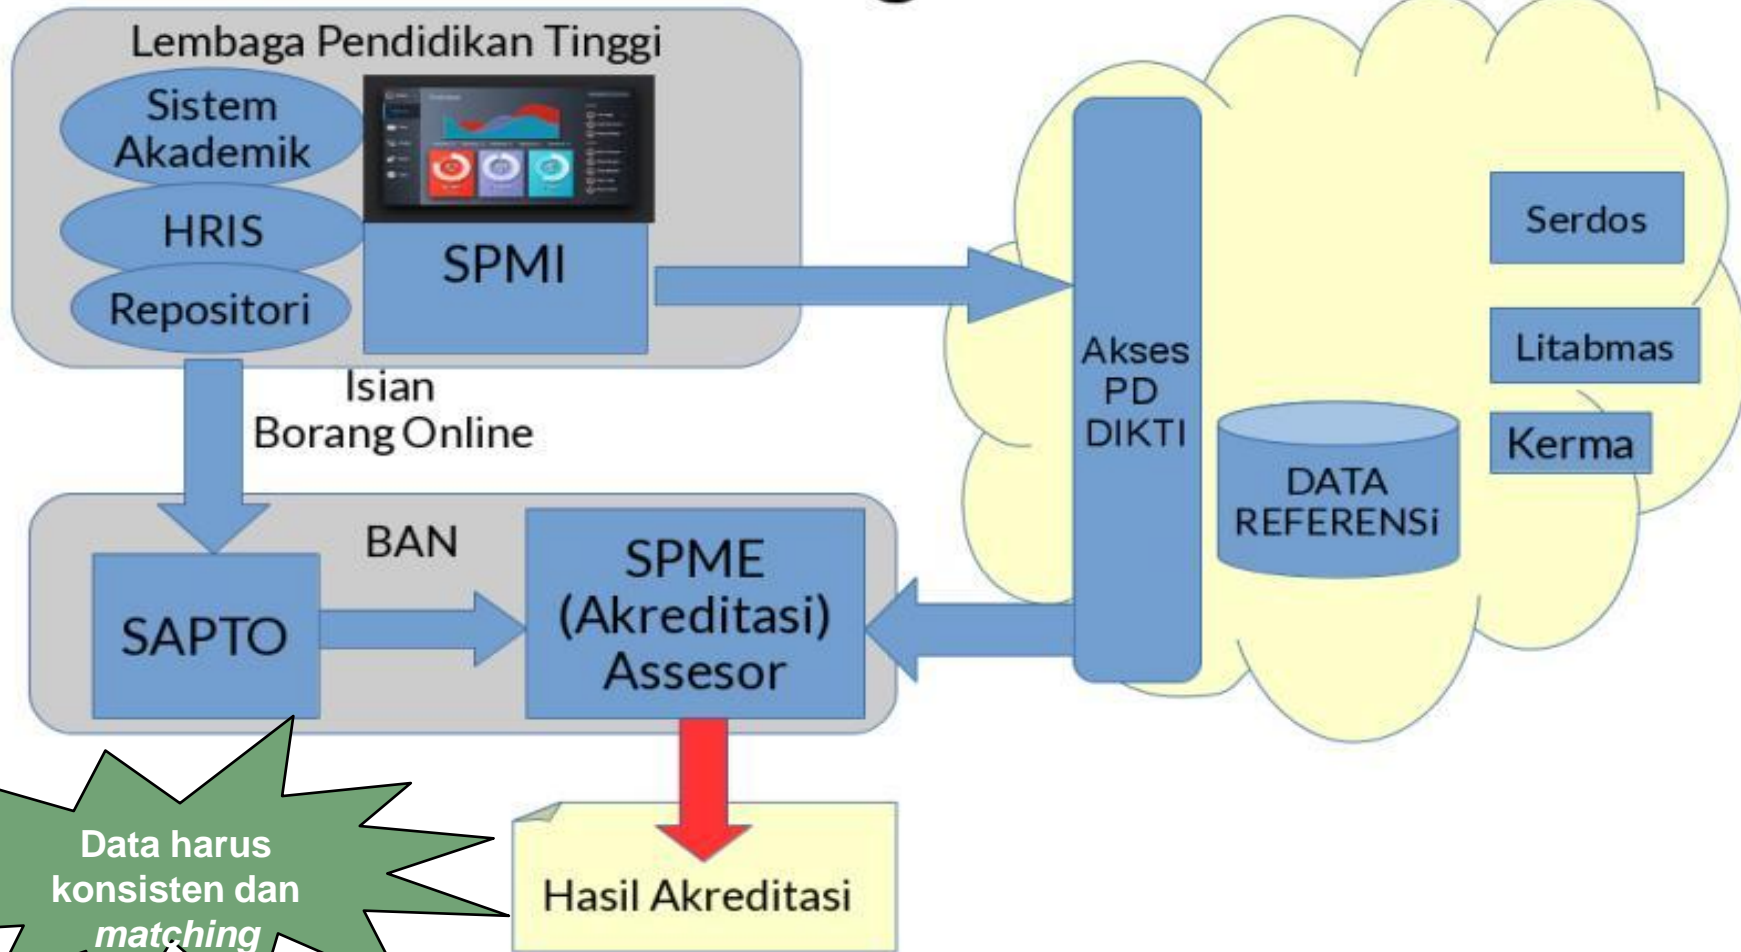 Lembaga Pendidikan Tinggi
Sistem
Akademik
HRIS
Repositori
SPMI
Isian
Borang Online
BAN
SAPTO
SPME
(Akreditasi)
Assesor
Hasil Akreditasi
Akses
PD
DIKTI
DATA
REFERENSi
Serdos
Litabmas
Kerma
Data harus
konsisten dan
matching